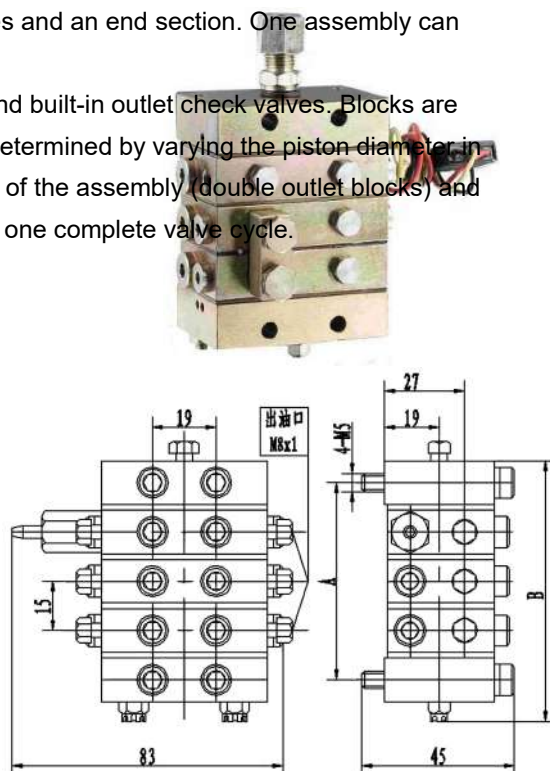 es and an end section. One assembly can
nd built-in outlet check valves. Blocks are
etermined by varying the piston diameter in
of the assembly (double outlet blocks) and
one complete valve cycle.
27
19
19
出油口
M8x1
4-M5
15
A
B
83
45